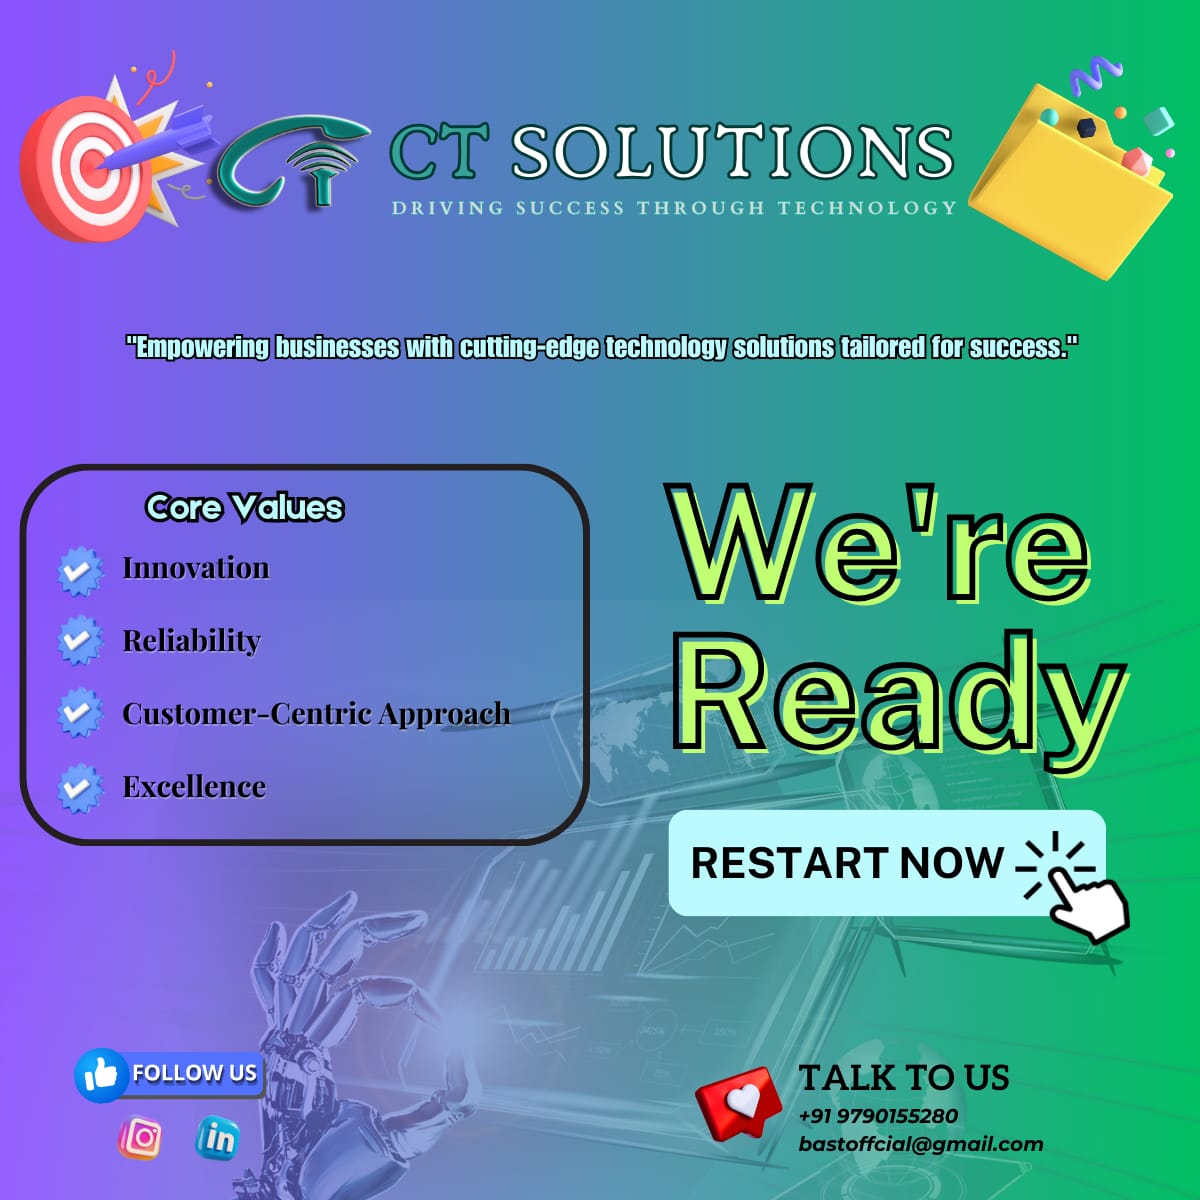 CT SOLUTIONS
DRIVING SUCCESS THROUGH TECHNOLOGY
"Empowering businesses with cutting-edge technology solutions tailored for success."
Core Values
Innovation
Reliability
Customer-Centric Approach
Excellence
We're
Ready
RESTART NOW
FOLLOW US
in
TALK TO US
+91 9790155280
bastoffcial@gmail.com